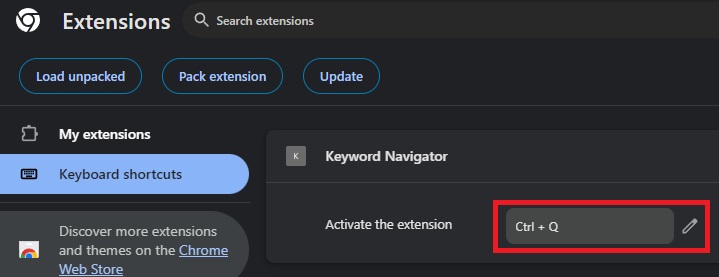 Extensions
Search extensions
Load unpacked
Pack extension
Update
My extensions
Keyboard shortcuts
Discover more extensions
and themes on the Chrome
Web Store
K
Keyword Navigator
Activate the extension
Ctrl + Q